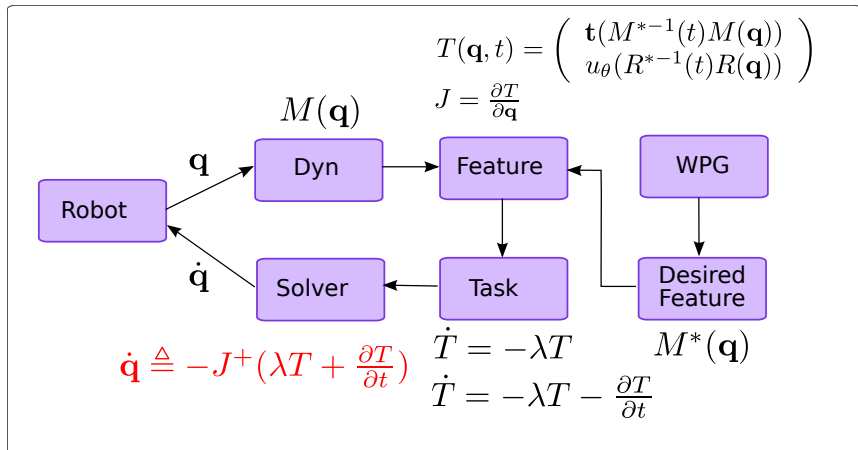 T(𝐪, t) = ( 𝐭(M*⁻¹(t)M(𝐪))
u_θ(R*⁻¹(t)R(𝐪)) )
J = ∂T/∂𝐪
M(𝐪)
𝐪
Dyn
Feature
WPG
Robot
𝐪̇
Solver
Task
Desired
Feature
𝐪̇ ≜ −J⁺(λT + ∂T/∂t)
Ṫ = −λT
M*(𝐪)
Ṫ = −λT − ∂T/∂t